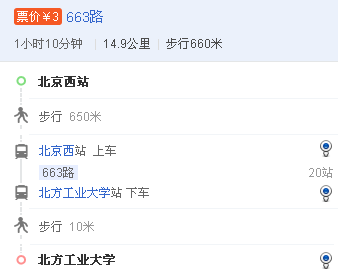 票价¥3 663路
1小时10分钟 | 14.9公里 | 步行660米
北京西站
步行 650米
北京西站 上车
663路 20站
北方工业大学站 下车
步行 10米
北方工业大学